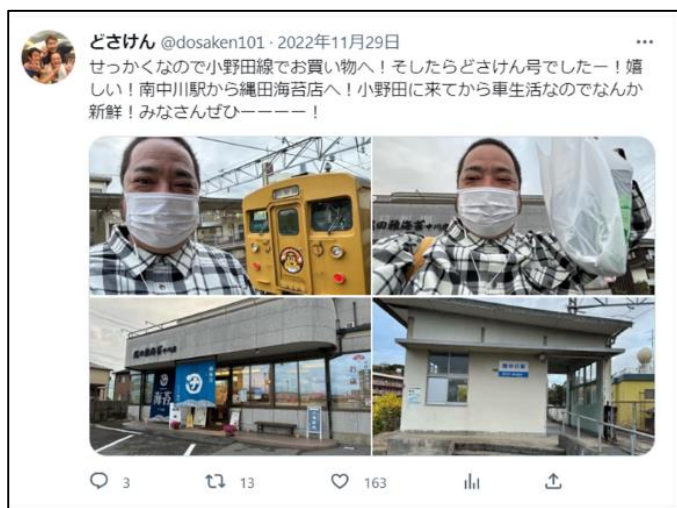 どさけん @dosaken101・2022年11月29日
せっかくなので小野田線でお買い物へ！そしたらどさけん号でしたー！嬉
しい！南中川駅から縄田海苔店へ！小野田に来てから車生活なのでなんか
新鮮！みなさんぜひーーーー！
海苔
3
13
163